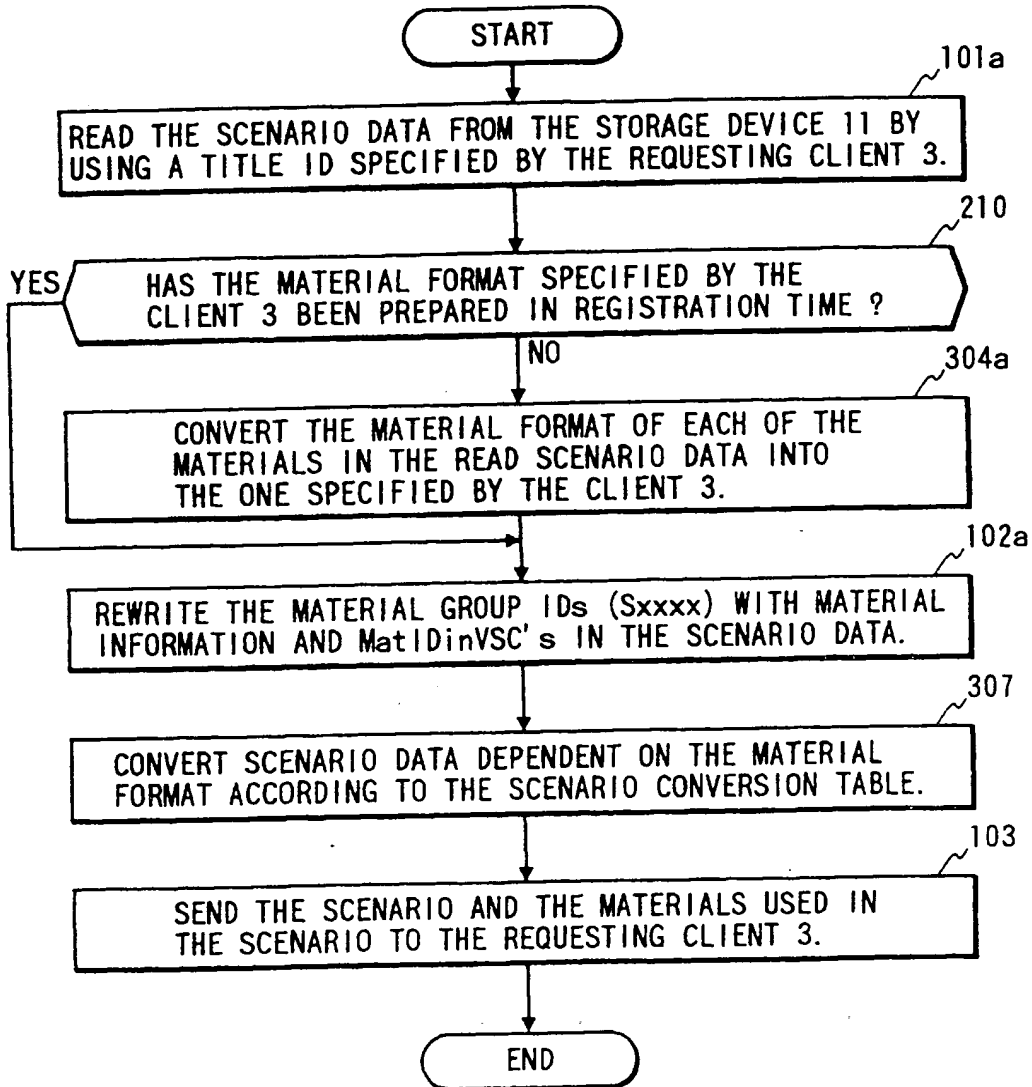 START
101a
READ THE SCENARIO DATA FROM THE STORAGE DEVICE 11 BY
USING A TITLE ID SPECIFIED BY THE REQUESTING CLIENT 3.
210
YES
HAS THE MATERIAL FORMAT SPECIFIED BY THE
CLIENT 3 BEEN PREPARED IN REGISTRATION TIME ?
NO
304a
CONVERT THE MATERIAL FORMAT OF EACH OF THE
MATERIALS IN THE READ SCENARIO DATA INTO
THE ONE SPECIFIED BY THE CLIENT 3.
102a
REWRITE THE MATERIAL GROUP IDs (Sxxxx) WITH MATERIAL
INFORMATION AND MatIDinVSC's IN THE SCENARIO DATA.
307
CONVERT SCENARIO DATA DEPENDENT ON THE MATERIAL
FORMAT ACCORDING TO THE SCENARIO CONVERSION TABLE.
103
SEND THE SCENARIO AND THE MATERIALS USED IN
THE SCENARIO TO THE REQUESTING CLIENT 3.
END